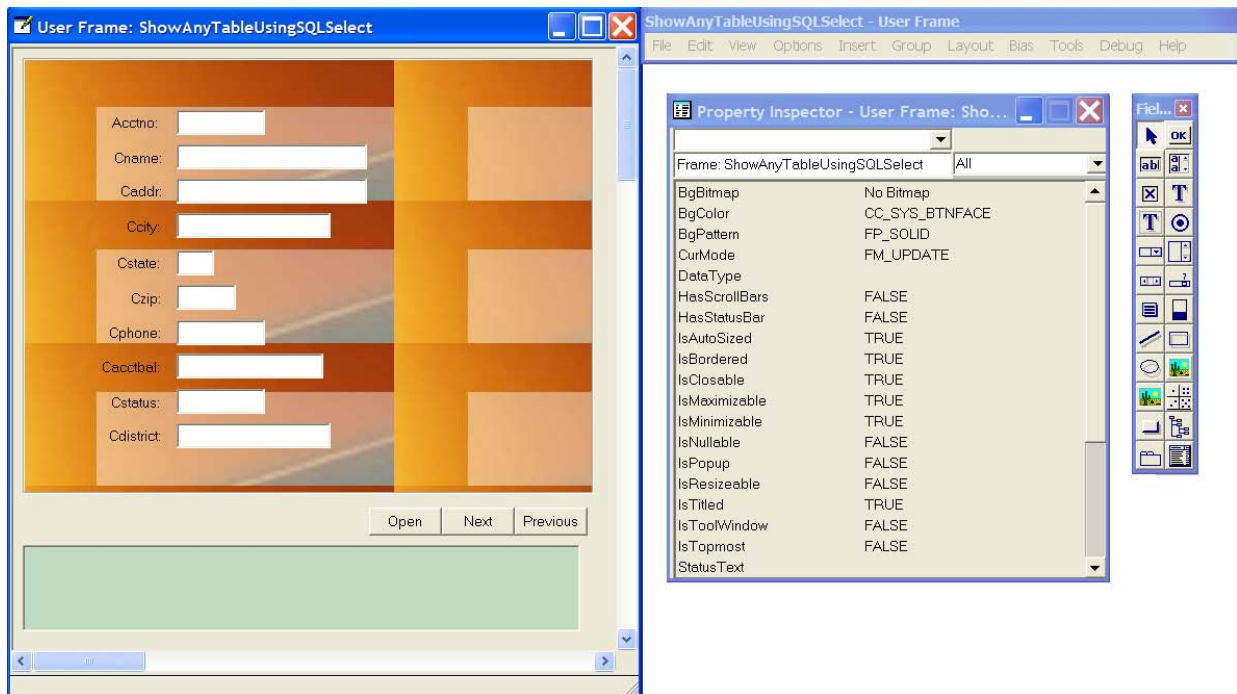 User Frame: ShowAnyTableUsingSQLSelect
Acctno:
Cname:
Caddr:
Ccity:
Cstate:
Czip:
Cphone:
Cacctbal:
Cstatus:
Cdistrict:
Open Next Previous
ShowAnyTableUsingSQLSelect - User Frame
File Edit View Options Insert Group Layout Bias Tools Debug Help
Property Inspector - User Frame: Sho...
Frame: ShowAnyTableUsingSQLSelect All
BgBitmap No Bitmap
BgColor CC_SYS_BTNFACE
BgPattern FP_SOLID
CurMode FM_UPDATE
DataType
HasScrollBars FALSE
HasStatusBar FALSE
IsAutoSized TRUE
IsBordered TRUE
IsClosable TRUE
IsMaximizable TRUE
IsMinimizable TRUE
IsNullable FALSE
IsPopup FALSE
IsResizeable FALSE
IsTitled TRUE
IsToolWindow FALSE
IsTopmost FALSE
StatusText
Fiel...
OK
abl a a
T
T